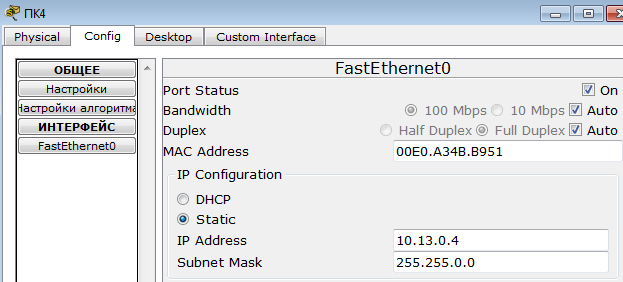 ПК4
Physical Config Desktop Custom Interface
ОБЩЕЕ
Настройки
Настройки алгоритма
ИНТЕРФЕЙС
FastEthernet0
FastEthernet0
Port Status On
Bandwidth 100 Mbps 10 Mbps Auto
Duplex Half Duplex Full Duplex Auto
MAC Address 00E0.A34B.B951
IP Configuration
DHCP
Static
IP Address 10.13.0.4
Subnet Mask 255.255.0.0